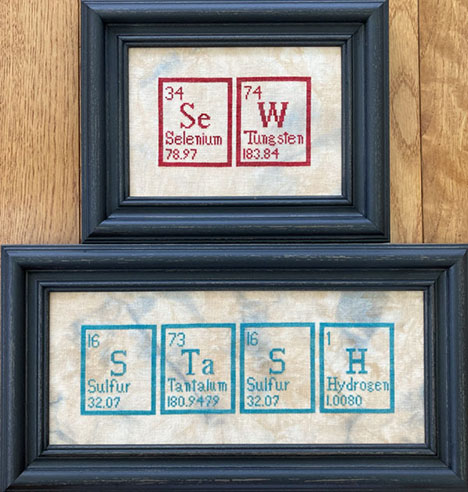 34 74
Se W
Selenium Tungsten
78.97 183.84
16 73 16 1
S Ta S H
Sulfur Tantalum Sulfur Hydrogen
32.07 180.9479 32.07 1.0080